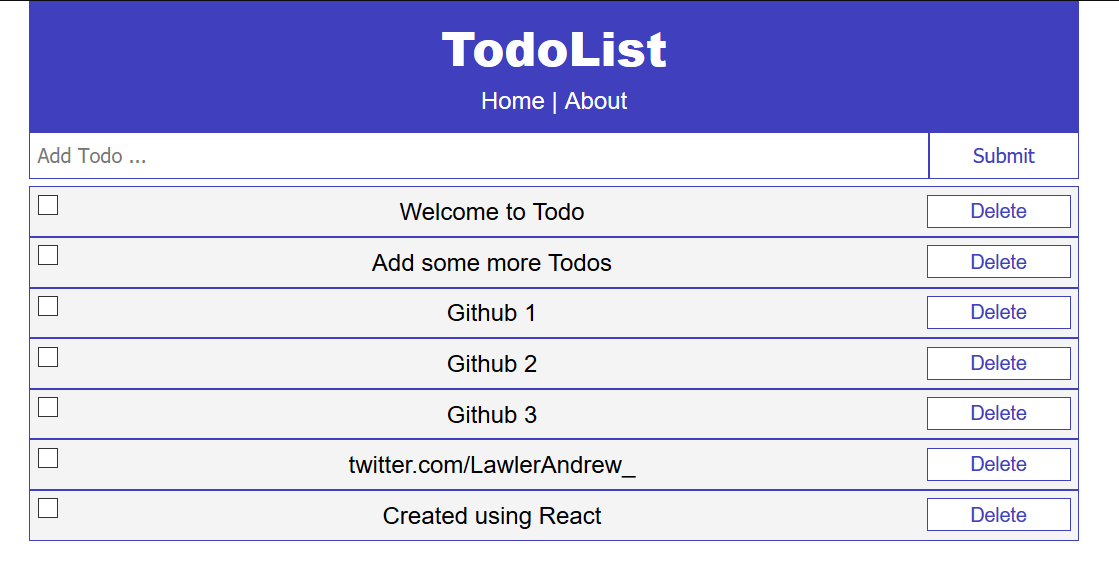 TodoList
Home | About
Add Todo ... Submit
Welcome to Todo Delete
Add some more Todos Delete
Github 1 Delete
Github 2 Delete
Github 3 Delete
twitter.com/LawlerAndrew_ Delete
Created using React Delete